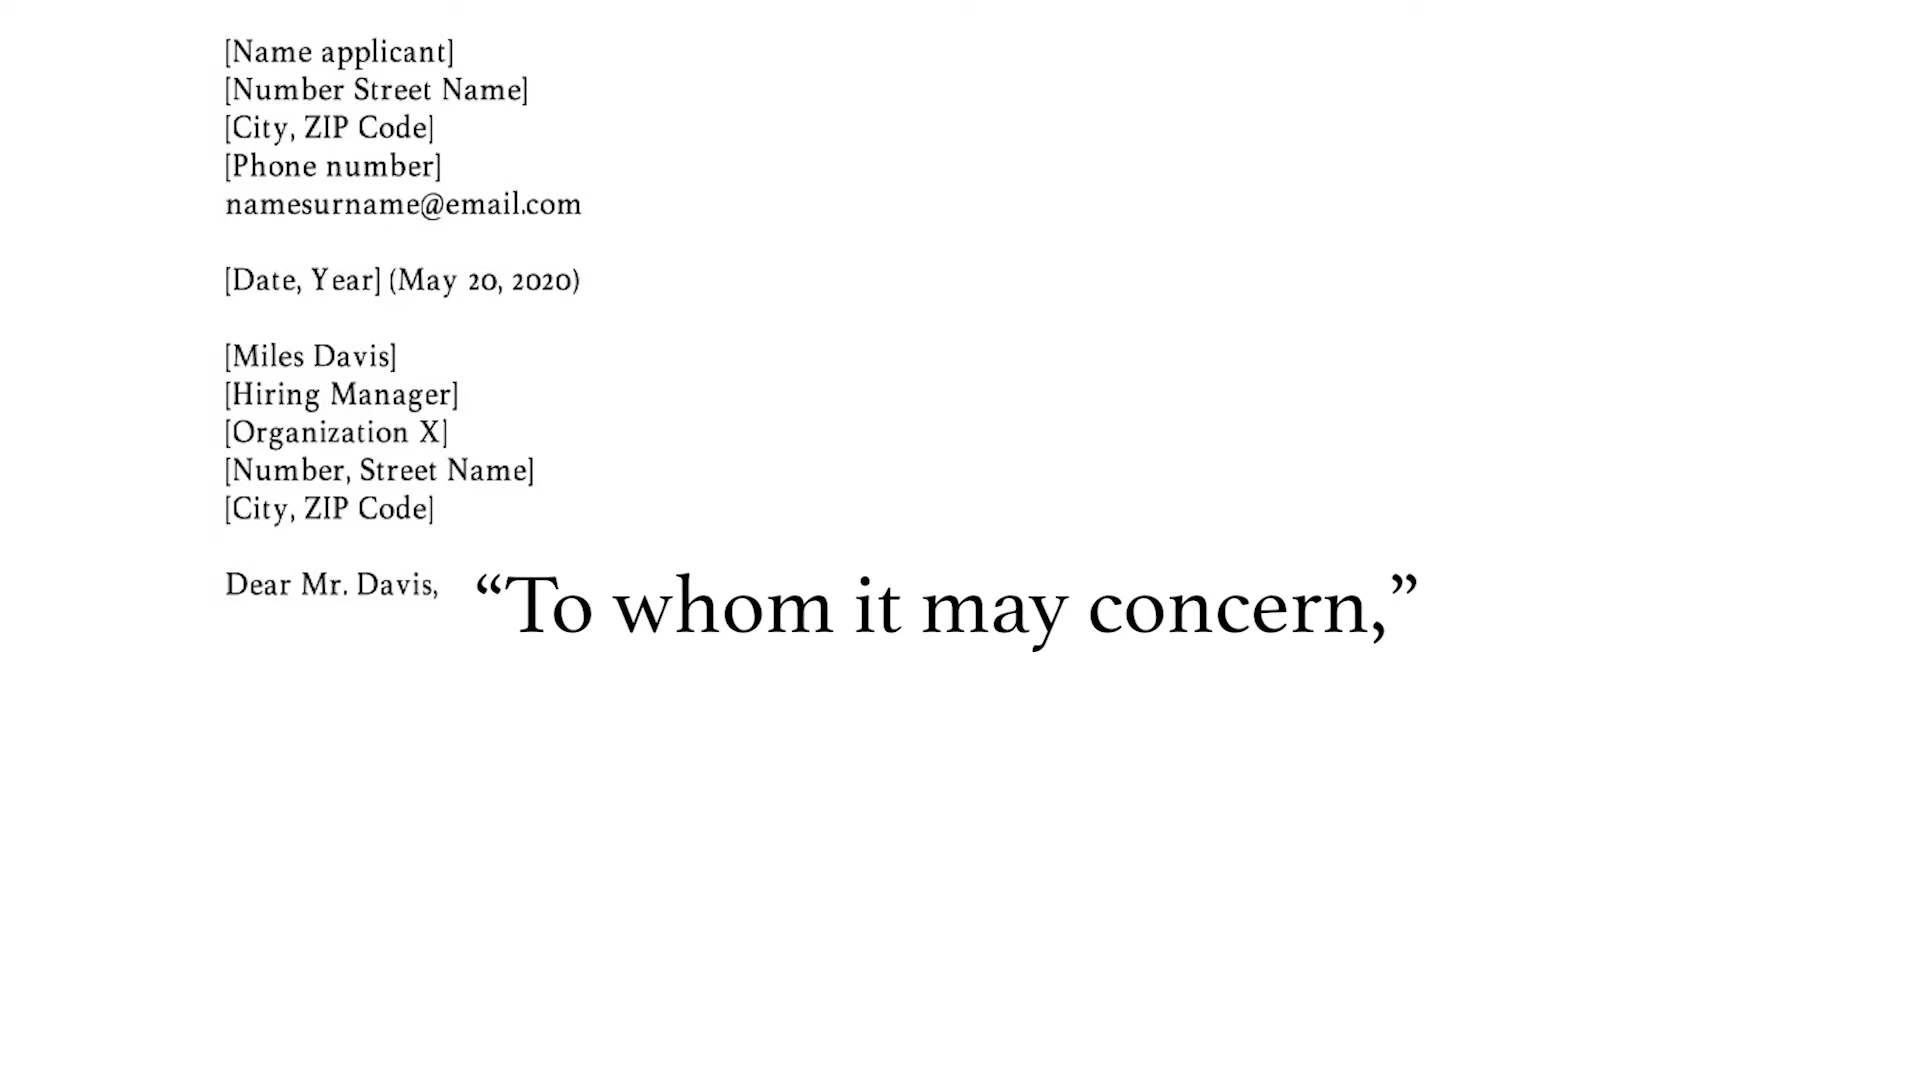 [Name applicant]
[Number Street Name]
[City, ZIP Code]
[Phone number]
namesurname@email.com
[Date, Year] (May 20, 2020)
[Miles Davis]
[Hiring Manager]
[Organization X]
[Number, Street Name]
[City, ZIP Code]
Dear Mr. Davis, “To whom it may concern,”